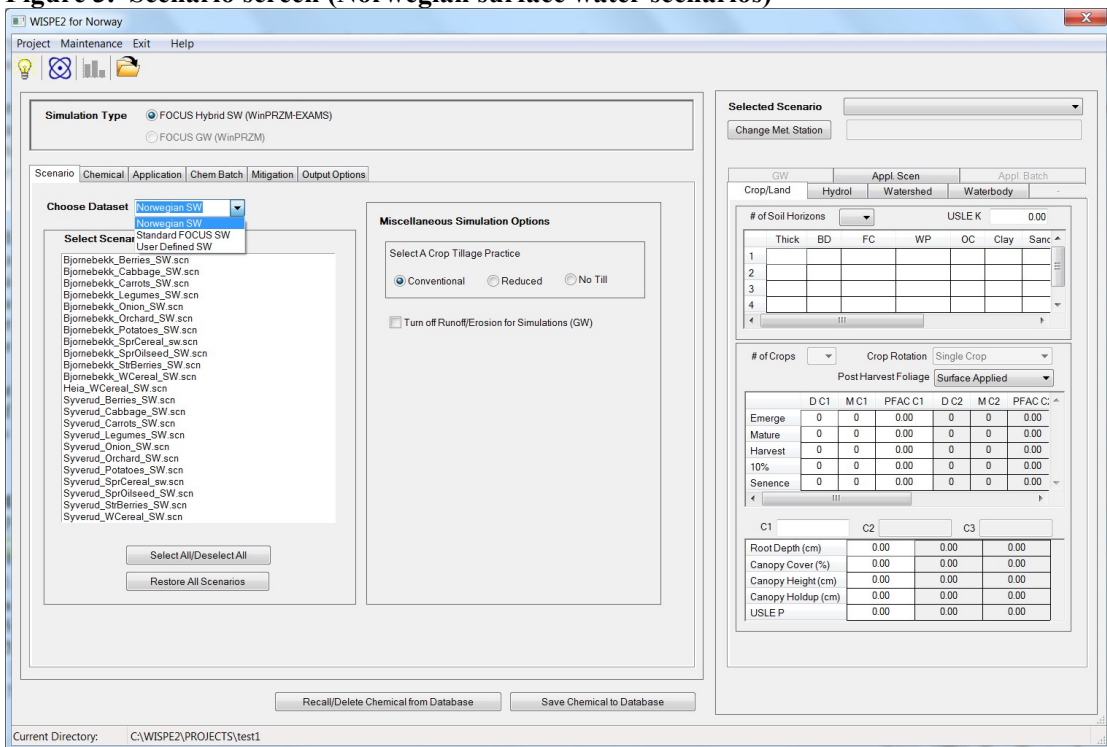 Figure 3: Scenario screen (Norwegian surface water scenarios)
WISPE2 for Norway
X
Project Maintenance Exit Help
Simulation Type
FOCUS Hybrid SW (WinPRZM-EXAMS)
FOCUS GW (WinPRZM)
Scenario Chemical Application Chem Batch Mitigation Output Options
Choose Dataset Norwegian SW
Norwegian SW
Standard FOCUS SW
User Defined SW
Select Scenar
Bjornebekk_Berries_SW.scn
Bjornebekk_Cabbage_SW.scn
Bjornebekk_Carrots_SW.scn
Bjornebekk_Legumes_SW.scn
Bjornebekk_Onion_SW.scn
Bjornebekk_Orchard_SW.scn
Bjornebekk_Potatoes_SW.scn
Bjornebekk_SprCereal_sw.scn
Bjornebekk_SprOilseed_SW.scn
Bjornebekk_StrBerries_SW.scn
Bjornebekk_WCereal_SW.scn
Heia_WCereal_SW.scn
Syverud_Berries_SW.scn
Syverud_Cabbage_SW.scn
Syverud_Carrots_SW.scn
Syverud_Legumes_SW.scn
Syverud_Onion_SW.scn
Syverud_Orchard_SW.scn
Syverud_Potatoes_SW.scn
Syverud_SprCereal_sw.scn
Syverud_SprOilseed_SW.scn
Syverud_StrBerries_SW.scn
Syverud_WCereal_SW.scn
Select All/Deselect All
Restore All Scenarios
Miscellaneous Simulation Options
Select A Crop Tillage Practice
Conventional Reduced No Till
Turn off Runoff/Erosion for Simulations (GW)
Recall/Delete Chemical from Database Save Chemical to Database
Selected Scenario
Change Met. Station
GW Appl. Scen Appl. Batch
Crop/Land Hydrol Watershed Waterbody -
# of Soil Horizons USLE K 0.00
Thick BD FC WP OC Clay Sanc
1
2
3
4
# of Crops Crop Rotation Single Crop
Post Harvest Foliage Surface Applied
D C1 M C1 PFAC C1 D C2 M C2 PFAC C:
Emerge 0 0 0.00 0 0 0.00
Mature 0 0 0.00 0 0 0.00
Harvest 0 0 0.00 0 0 0.00
10% 0 0 0.00 0 0 0.00
Senence 0 0 0.00 0 0 0.00
C1 C2 C3
Root Depth (cm) 0.00 0.00 0.00
Canopy Cover (%) 0.00 0.00 0.00
Canopy Height (cm) 0.00 0.00 0.00
Canopy Holdup (cm) 0.00 0.00 0.00
USLE P 0.00 0.00 0.00
Current Directory: C:\WISPE2\PROJECTS\test1